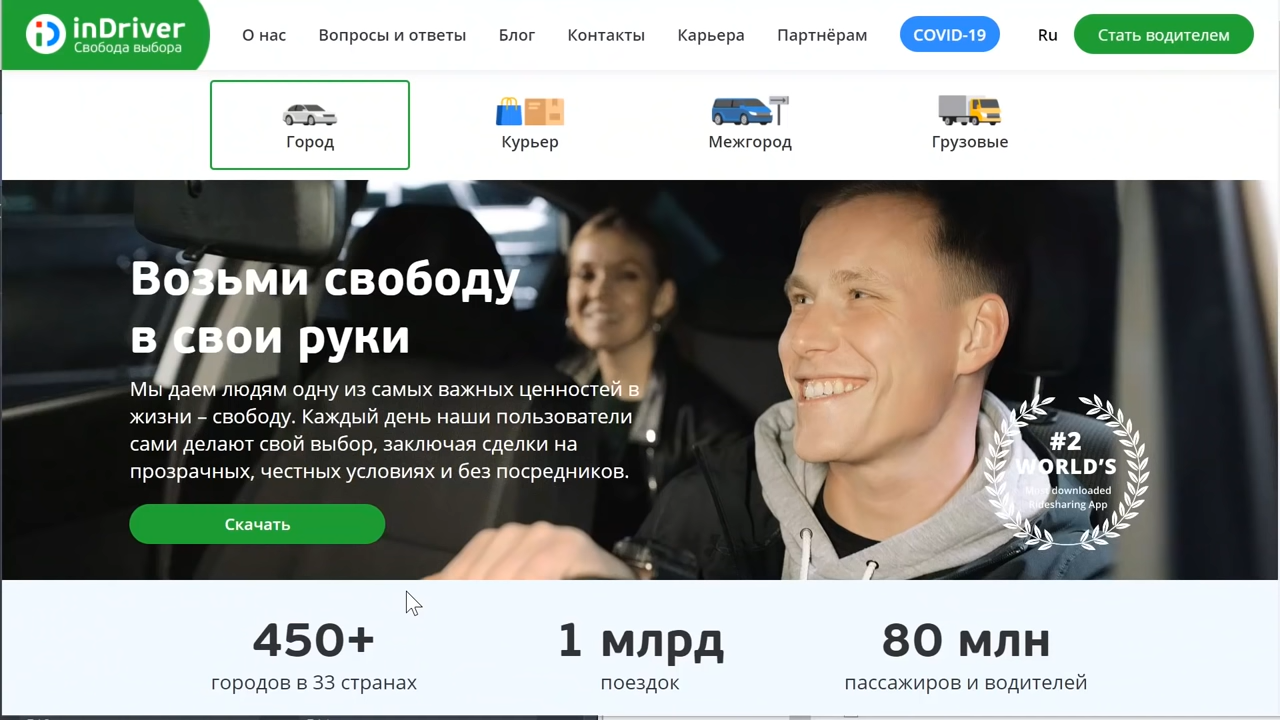 inDriver
Свобода выбора
О нас
Вопросы и ответы
Блог
Контакты
Карьера
Партнёрам
COVID-19
Ru
Стать водителем
Город
Курьер
Межгород
Грузовые
Возьми свободу
в свои руки
Мы даем людям одну из самых важных ценностей в
жизни – свободу. Каждый день наши пользователи
сами делают свой выбор, заключая сделки на
прозрачных, честных условиях и без посредников.
Скачать
#2
WORLD'S
Most downloaded
Ridesharing App
450+
городов в 33 странах
1 млрд
поездок
80 млн
пассажиров и водителей